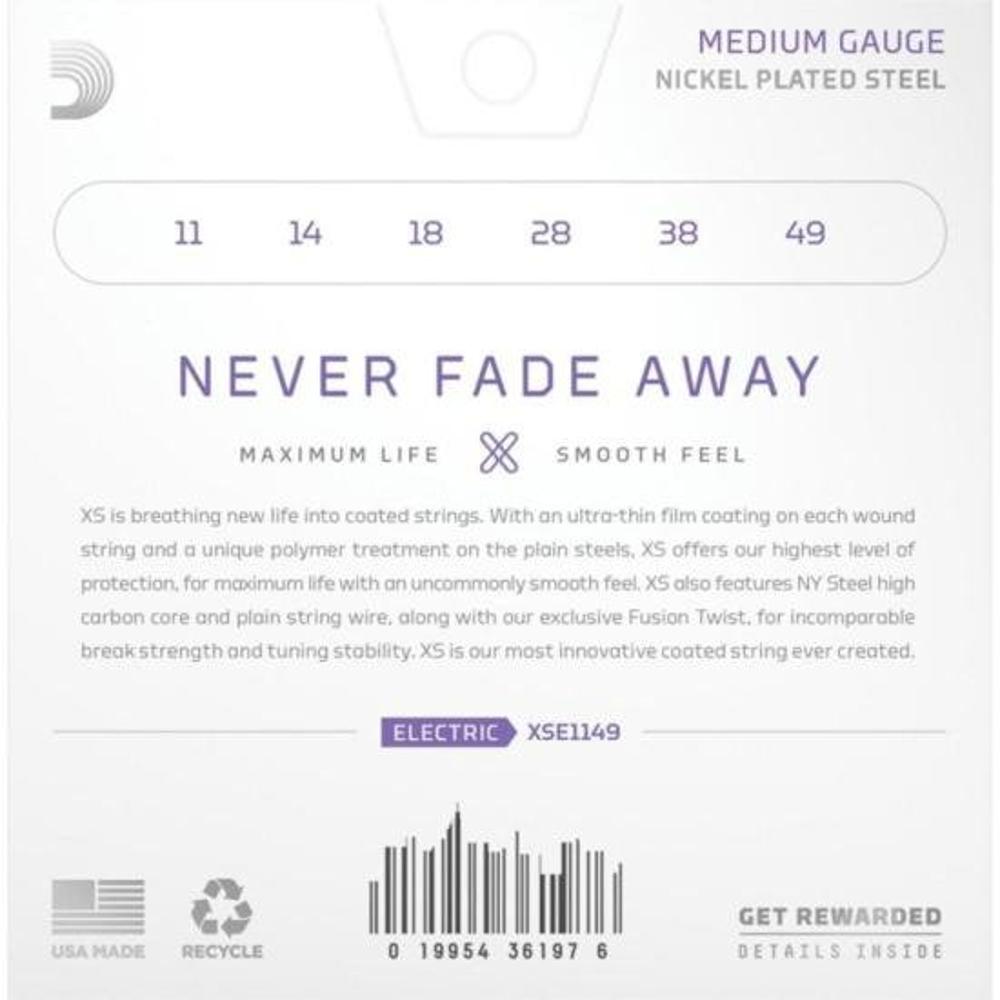 MEDIUM GAUGE
NICKEL PLATED STEEL
11 14 18 28 38 49
NEVER FADE AWAY
MAXIMUM LIFE SMOOTH FEEL
XS is breathing new life into coated strings. With an ultra-thin film coating on each wound
string and a unique polymer treatment on the plain steels, XS offers our highest level of
protection, for maximum life with an uncommonly smooth feel. XS also features NY Steel high
carbon core and plain string wire, along with our exclusive Fusion Twist, for incomparable
break strength and tuning stability. XS is our most innovative coated string ever created.
ELECTRIC XSE1149
0 19954 36197 6
USA MADE
RECYCLE
GET REWARDED
DETAILS INSIDE